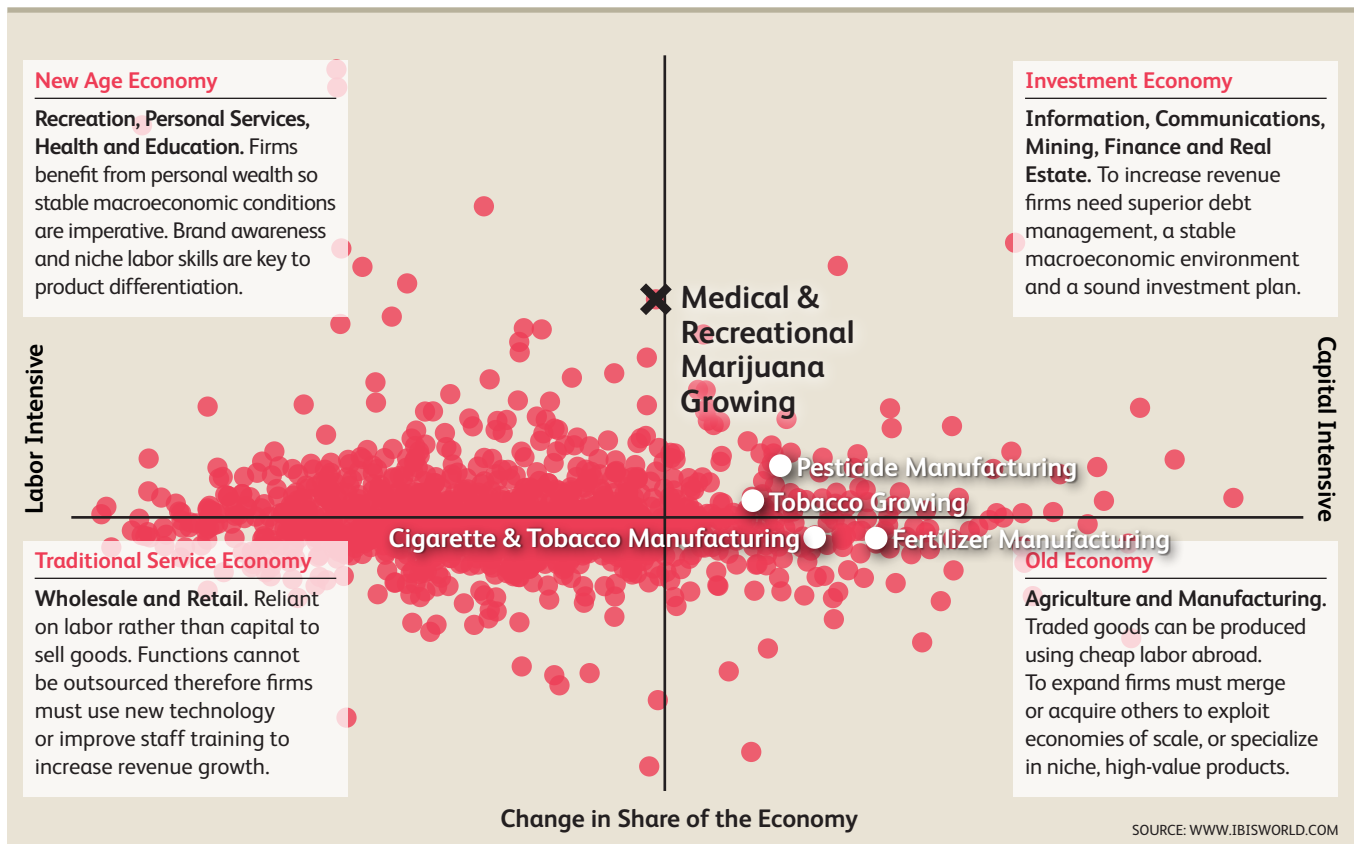 New Age Economy
Recreation, Personal Services,
Health and Education. Firms
benefit from personal wealth so
stable macroeconomic conditions
are imperative. Brand awareness
and niche labor skills are key to
product differentiation.
Investment Economy
Information, Communications,
Mining, Finance and Real
Estate. To increase revenue
firms need superior debt
management, a stable
macroeconomic environment
and a sound investment plan.
Medical &
Recreational
Marijuana
Growing
Labor Intensive
Capital Intensive
Pesticide Manufacturing
Tobacco Growing
Cigarette & Tobacco Manufacturing
Fertilizer Manufacturing
Traditional Service Economy
Wholesale and Retail. Reliant
on labor rather than capital to
sell goods. Functions cannot
be outsourced therefore firms
must use new technology
or improve staff training to
increase revenue growth.
Old Economy
Agriculture and Manufacturing.
Traded goods can be produced
using cheap labor abroad.
To expand firms must merge
or acquire others to exploit
economies of scale, or specialize
in niche, high-value products.
Change in Share of the Economy
SOURCE: WWW.IBISWORLD.COM